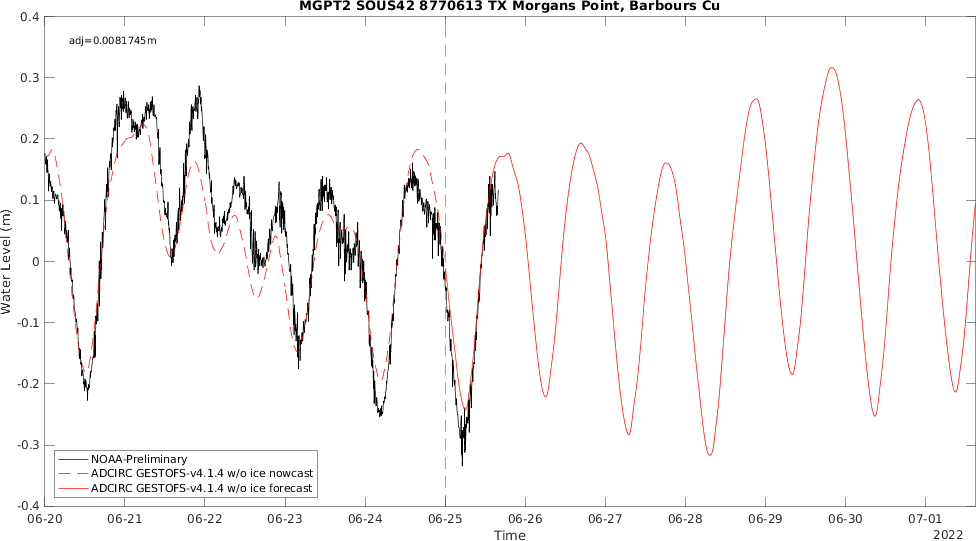 MGPT2 SOUS42 8770613 TX Morgans Point, Barbours Cu
adj=0.0081745m
0.4
0.3
0.2
0.1
0
-0.1
-0.2
-0.3
-0.4
Water Level (m)
NOAA-Preliminary
ADCIRC GESTOFS-v4.1.4 w/o ice nowcast
ADCIRC GESTOFS-v4.1.4 w/o ice forecast
06-20 06-21 06-22 06-23 06-24 06-25 06-26 06-27 06-28 06-29 06-30 07-01
Time
2022